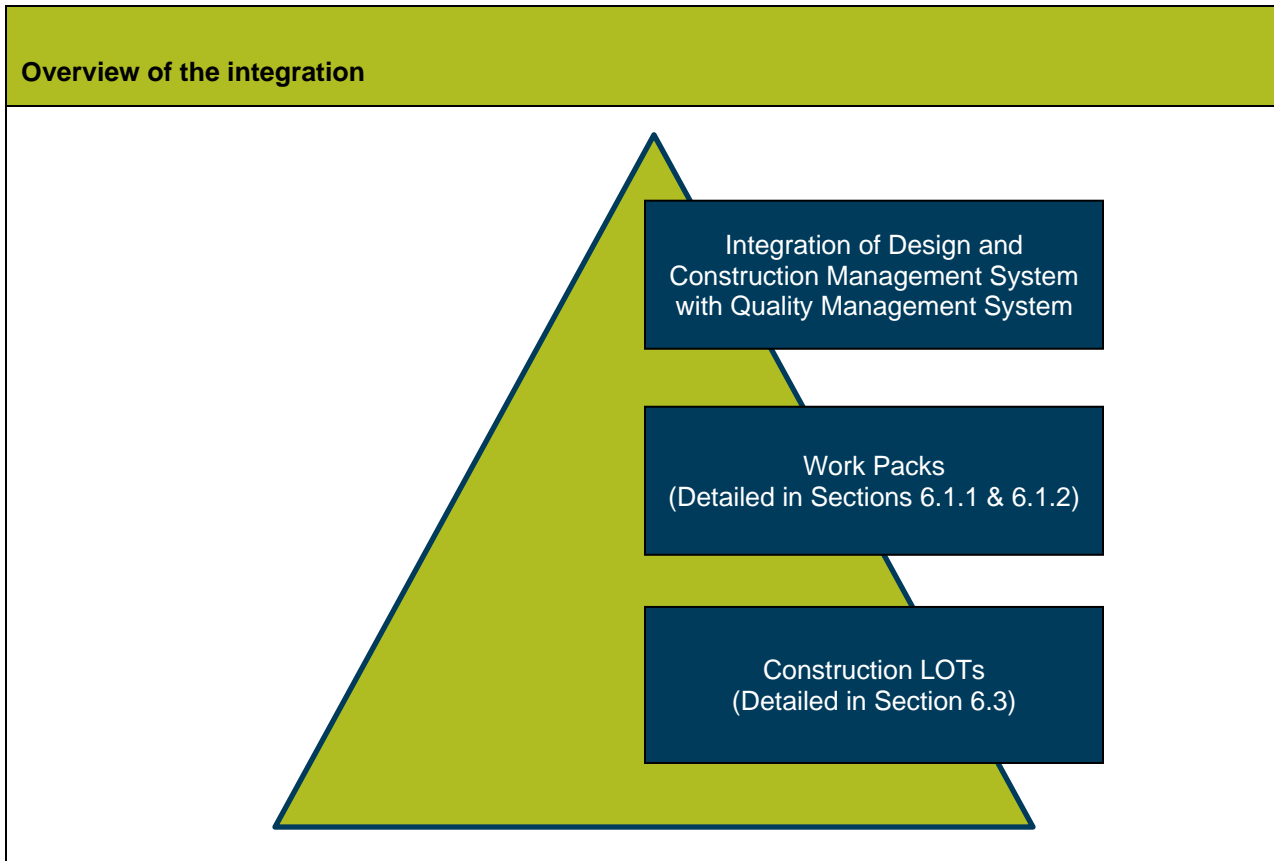 Overview of the integration
Integration of Design and
Construction Management System
with Quality Management System
Work Packs
(Detailed in Sections 6.1.1 & 6.1.2)
Construction LOTs
(Detailed in Section 6.3)